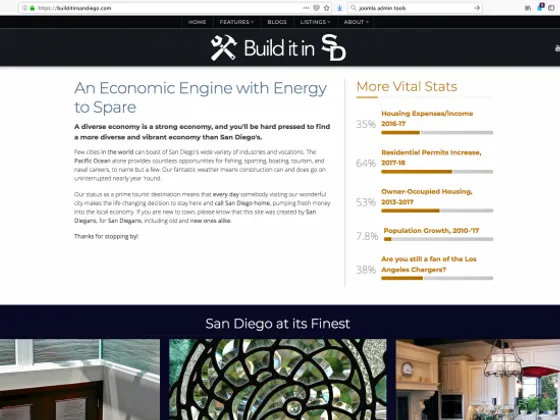 https://builditinsandiego.com
joomla admin tools
HOME FEATURES BLOGS LISTINGS ABOUT
Build it in SD
An Economic Engine with Energy
to Spare
A diverse economy is a strong economy, and you'll be hard pressed to find
a more diverse and vibrant economy than San Diego's.
Few cities in the world can boast of San Diego's wide variety of industries and vocations. The
Pacific Ocean alone provides countless opportunities for fishing, sporting, boating, tourism, and
naval careers, to name but a few. Our fantastic weather means construction can and does go on
uninterrupted nearly year 'round.
Our status as a prime tourist destination means that every day somebody visiting our wonderful
city makes the life changing decision to stay here and call San Diego home, pumping fresh money
into the local economy. If you are new to town, please know that this site was created by San
Diegans, for San Diegans, including old and new ones alike.
Thanks for stopping by!
More Vital Stats
35% Housing Expenses/Income
2016-17
64% Residential Permits Increase,
2017-18
53% Owner-Occupied Housing,
2013-2017
7.8% Population Growth, 2010-'17
38% Are you still a fan of the Los
Angeles Chargers?
San Diego at its Finest